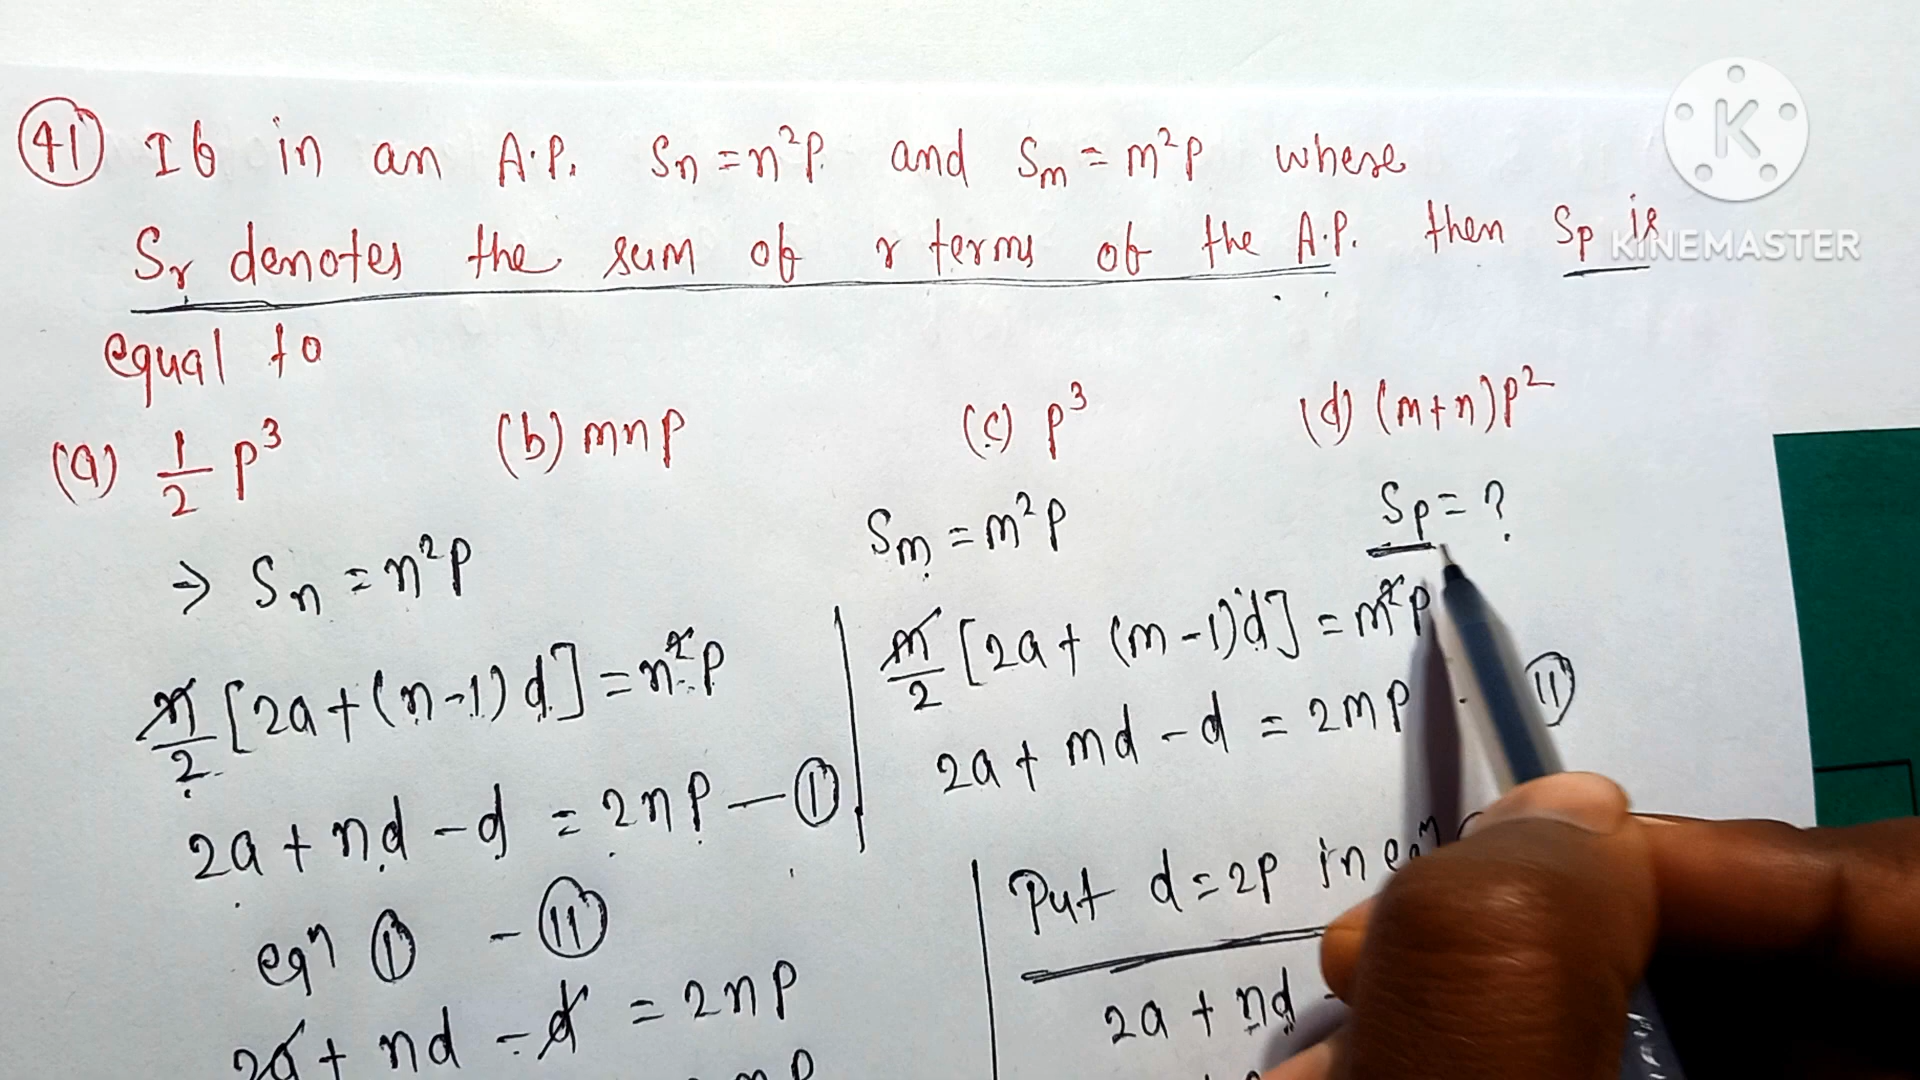 41 If in an A.P. Sn = n²p and Sm = m²p where
Sr denotes the sum of r terms of the A.P. then Sp is
equal to
(a) 1/2 p³ (b) mnp (c) p³ (d) (m+n)p²
→ Sn = n²p
n/2 [2a + (n-1)d] = n²p
2a + nd - d = 2np — (I)
eqn (I) - (II)
2a + nd - d = 2np
Sm = m²p
m/2 [2a + (m-1)d] = m²p
2a + md - d = 2mp (II)
Sp = ?
Put d = 2p in eqn
2a + nd
K
KINEMASTER